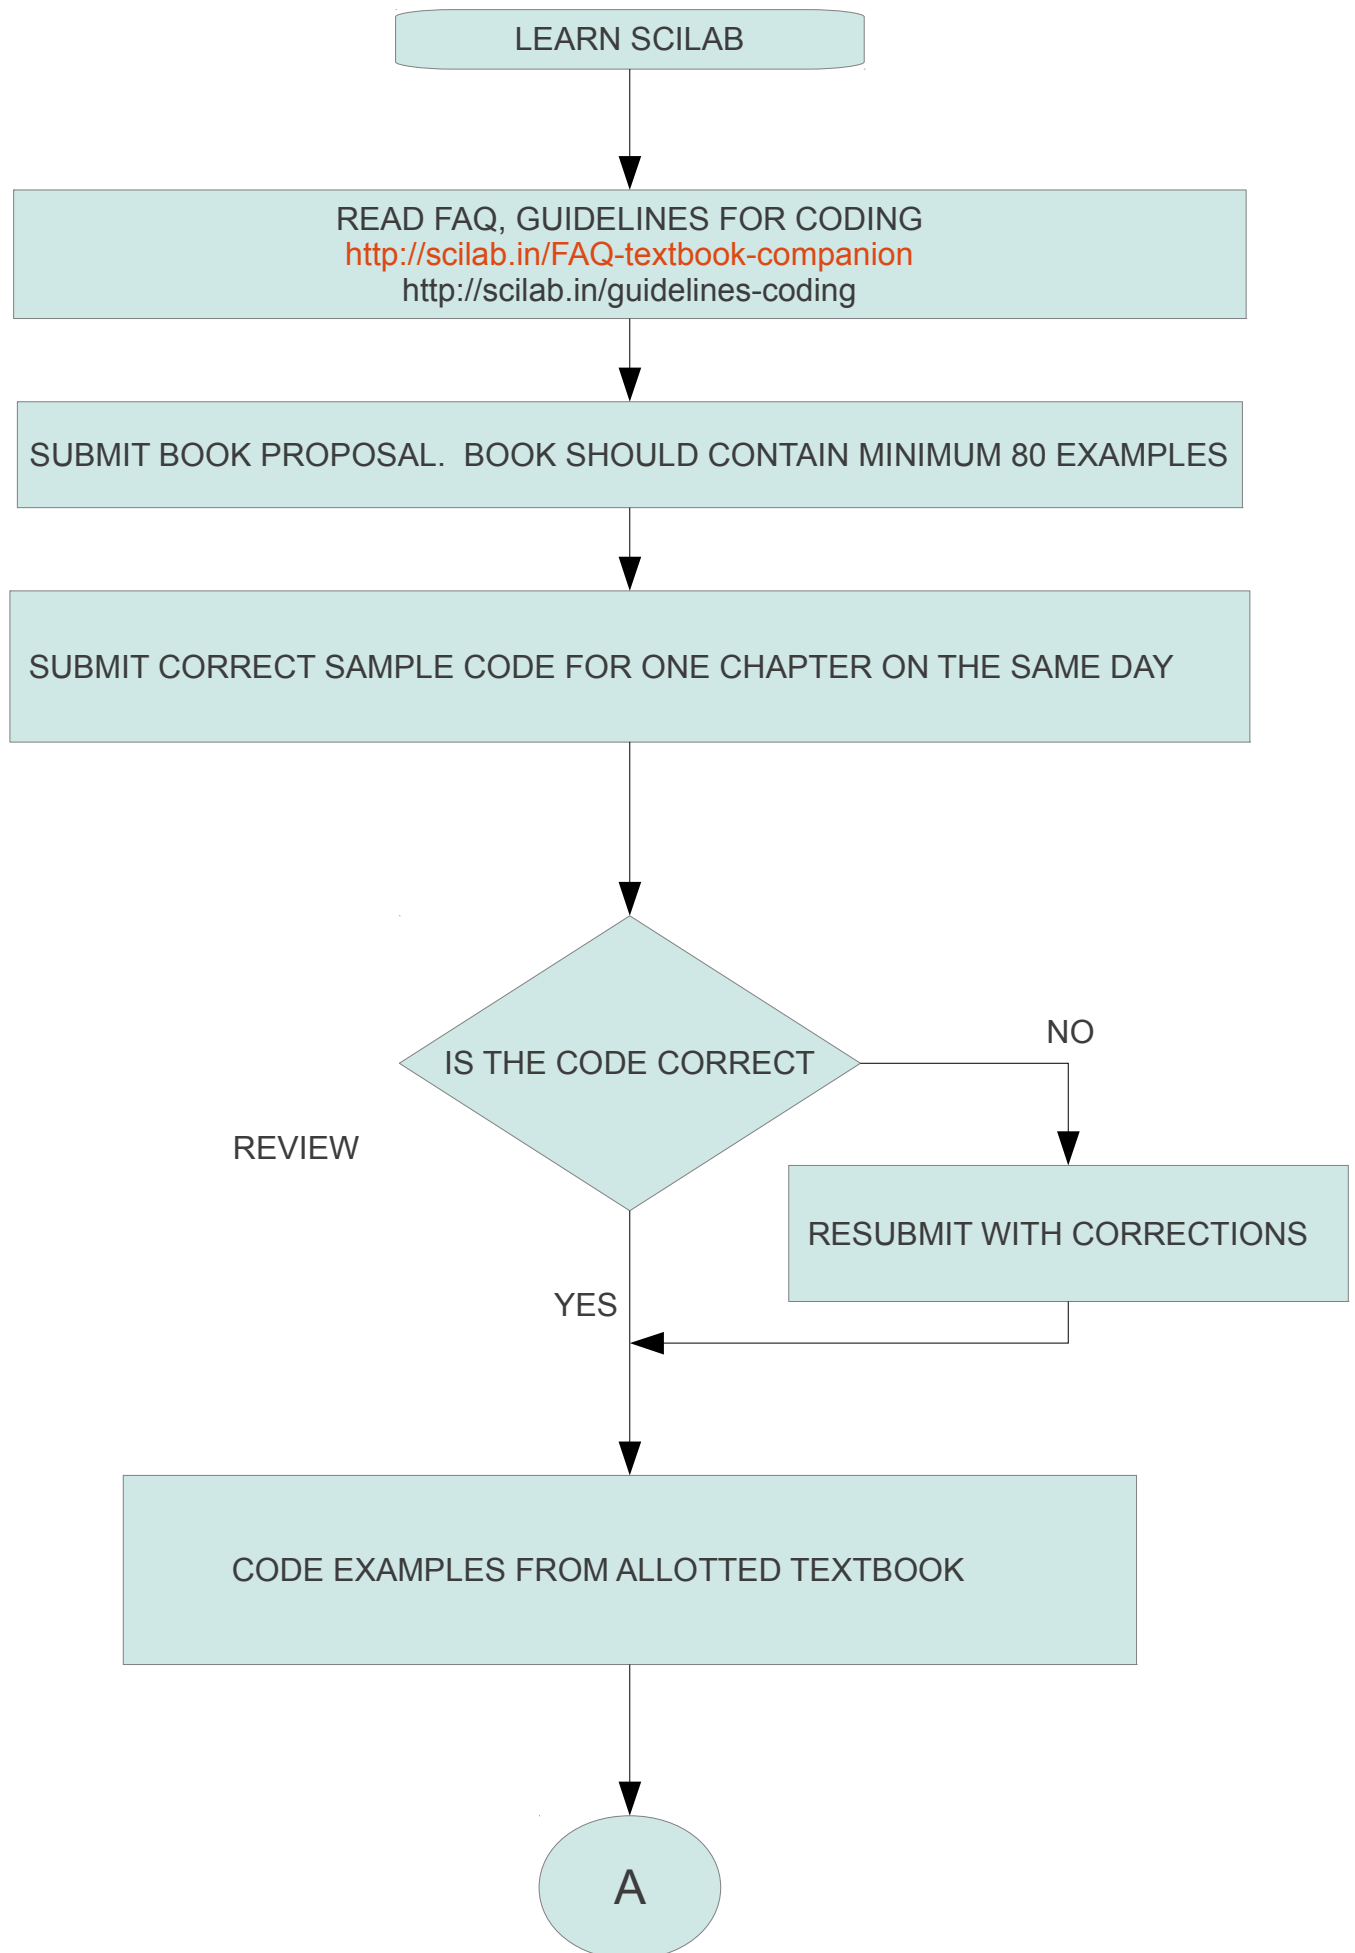 LEARN SCILAB
READ FAQ, GUIDELINES FOR CODING
http://scilab.in/FAQ-textbook-companion
http://scilab.in/guidelines-coding
SUBMIT BOOK PROPOSAL.  BOOK SHOULD CONTAIN MINIMUM 80 EXAMPLES
SUBMIT CORRECT SAMPLE CODE FOR ONE CHAPTER ON THE SAME DAY
NO
IS THE CODE CORRECT
REVIEW
RESUBMIT WITH CORRECTIONS
YES
CODE EXAMPLES FROM ALLOTTED TEXTBOOK
A